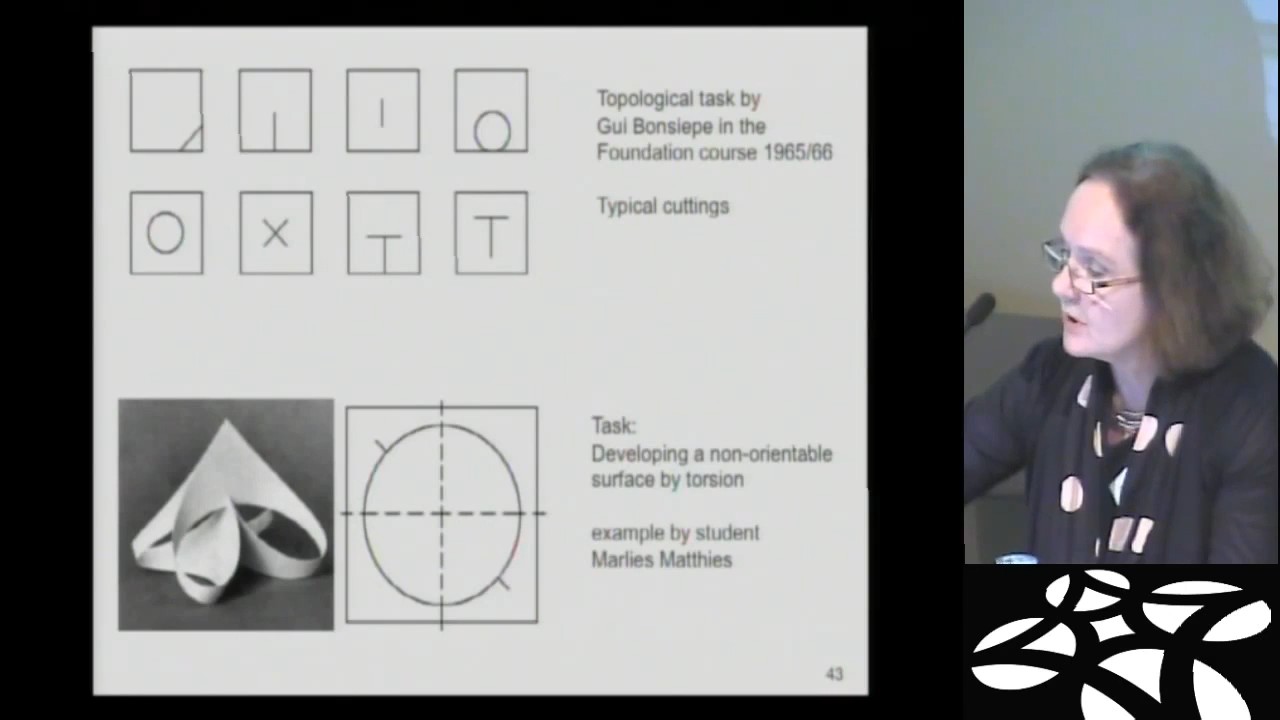 Topological task by
Gui Bonsiepe in the
Foundation course 1965/66
Typical cuttings
Task:
Developing a non-orientable
surface by torsion
example by student
Marlies Matthies
43